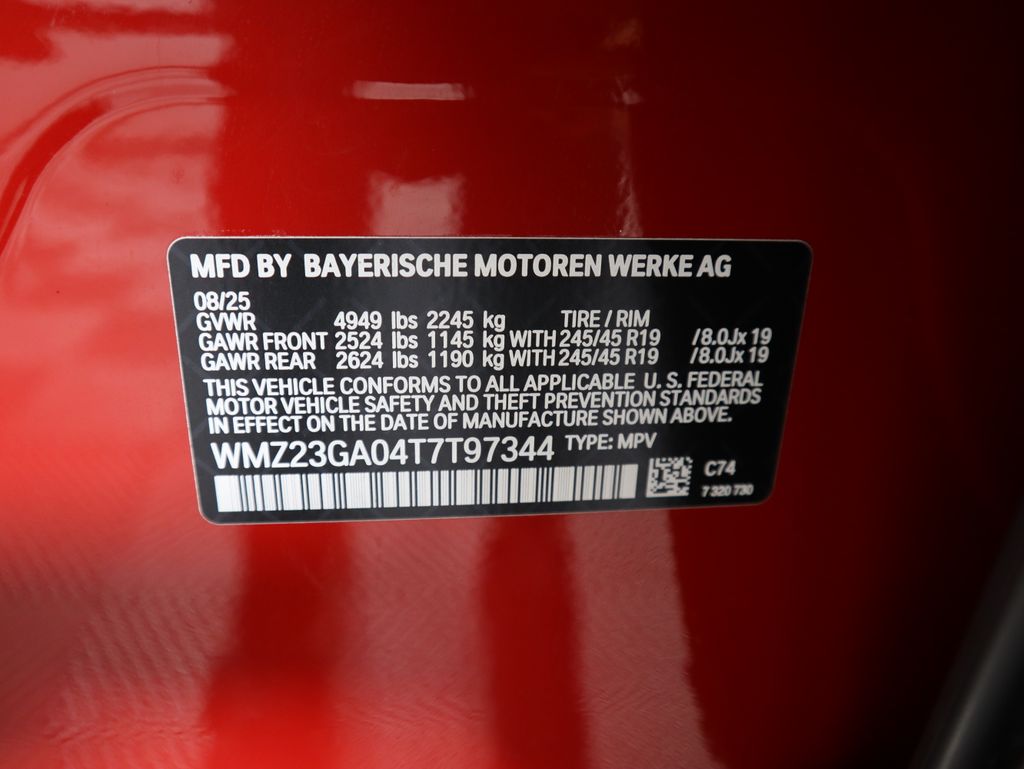 MFD BY BAYERISCHE MOTOREN WERKE AG
08/25
GVWR 4949 lbs 2245 kg TIRE / RIM
GAWR FRONT 2524 lbs 1145 kg WITH 245/45 R19 /8.0Jx 19
GAWR REAR 2624 lbs 1190 kg WITH 245/45 R19 /8.0Jx 19
THIS VEHICLE CONFORMS TO ALL APPLICABLE U. S. FEDERAL
MOTOR VEHICLE SAFETY AND THEFT PREVENTION STANDARDS
IN EFFECT ON THE DATE OF MANUFACTURE SHOWN ABOVE.
WMZ23GA04T7T97344 TYPE: MPV
C74
7 320 730